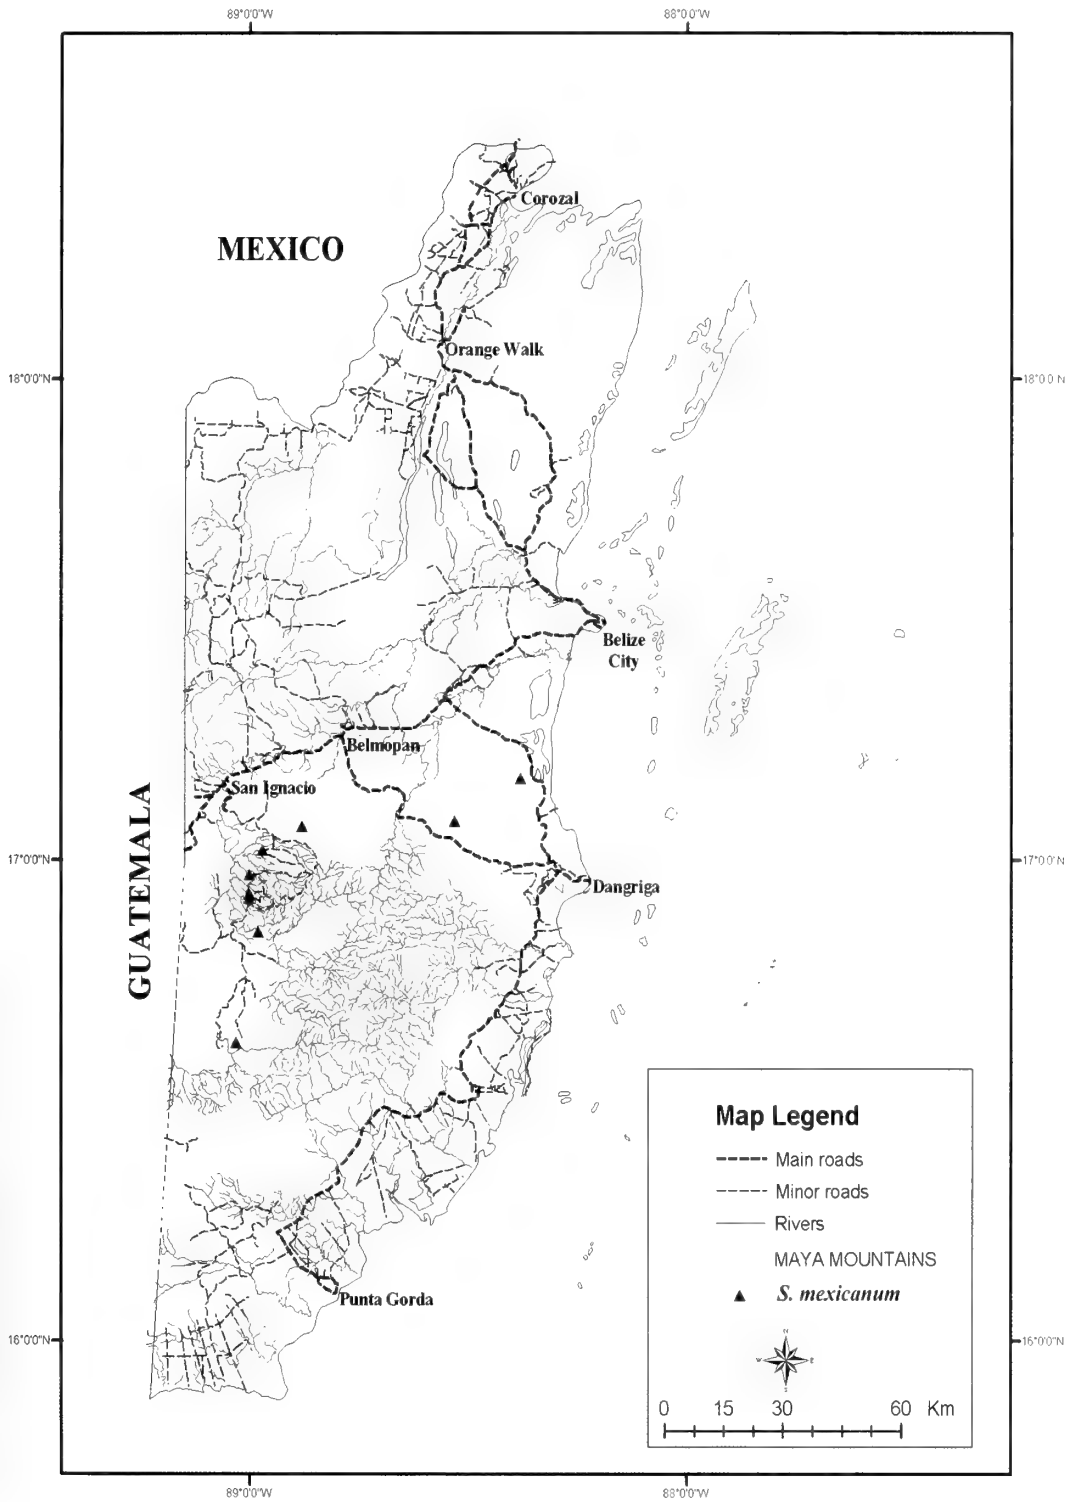 89°0'0"W 88°0'0"W
Corozal
MEXICO
Orange Walk
18°0'0"N 18°0'0"N
Belize
City
Belmopan
San Ignacio
GUATEMALA
17°0'0"N 17°0'0"N
Dangriga
Map Legend
Main roads
Minor roads
Rivers
MAYA MOUNTAINS
S. mexicanum
Punta Gorda
N
W E
S
16°0'0"N 16°0'0"N
0 15 30 60 Km
89°0'0"W 88°0'0"W